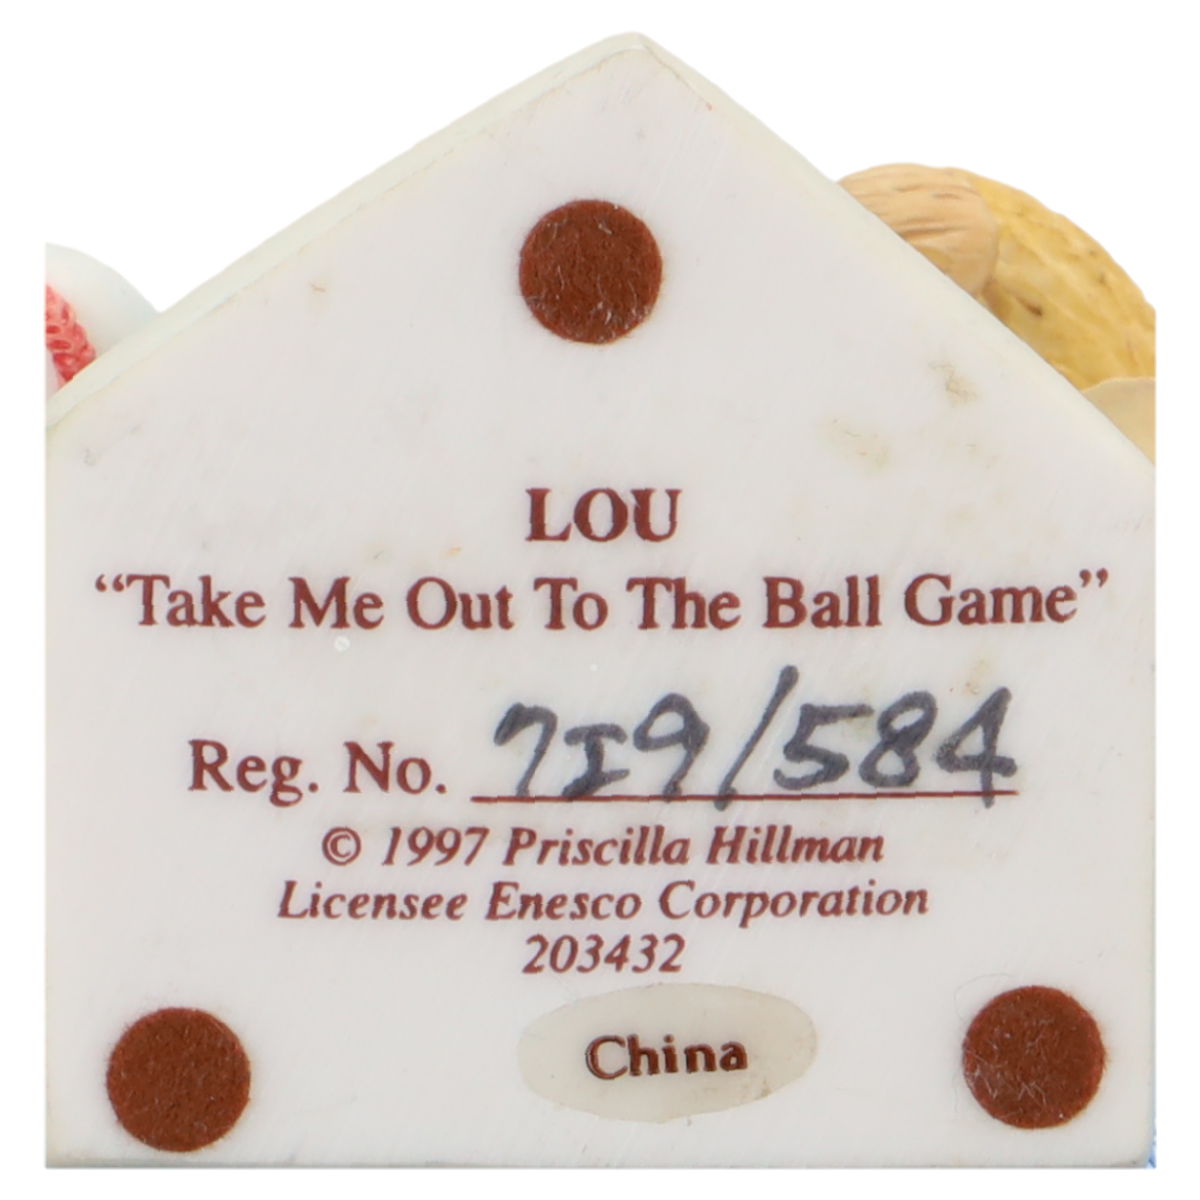 LOU
“Take Me Out To The Ball Game”
Reg. No. 7I9/584
© 1997 Priscilla Hillman
Licensee Enesco Corporation
203432
China